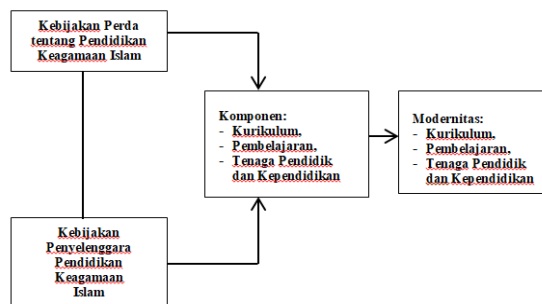 Kebijakan Perda
tentang Pendidikan
Keagamaan Islam
Komponen:
- Kurikulum,
- Pembelajaran,
- Tenaga Pendidik
dan Kependidikan
Modernitas:
- Kurikulum,
- Pembelajaran,
- Tenaga Pendidik
dan Kependidikan
Kebijakan
Penyelenggara
Pendidikan
Keagamaan
Islam